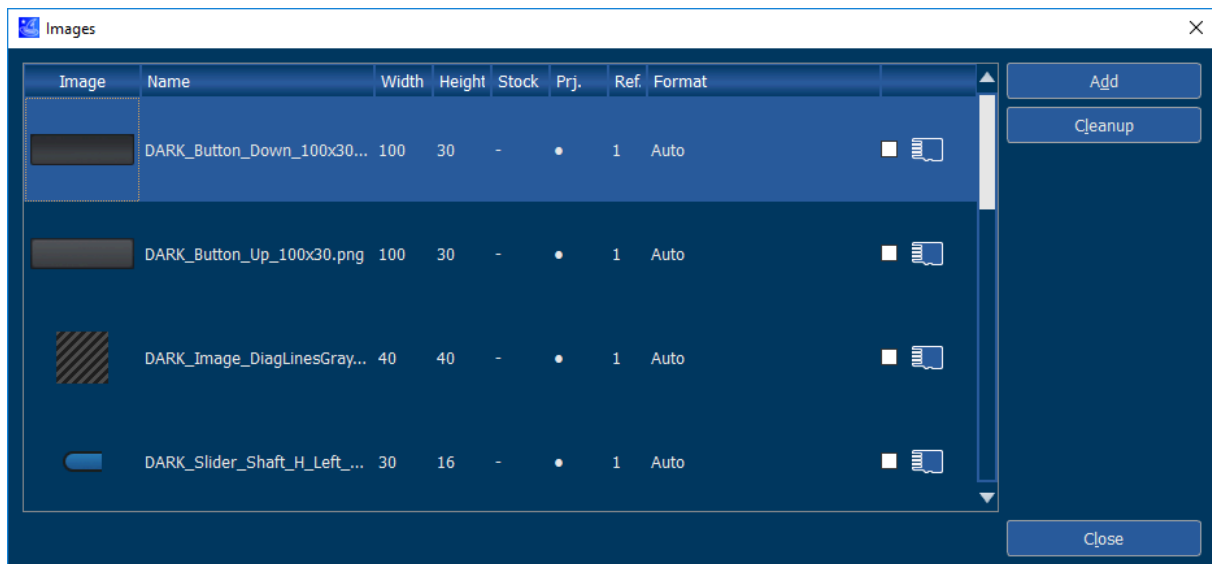 Images
Image Name Width Height Stock Prj. Ref. Format
DARK_Button_Down_100x30... 100 30 - • 1 Auto
DARK_Button_Up_100x30.png 100 30 - • 1 Auto
DARK_Image_DiagLinesGray... 40 40 - • 1 Auto
DARK_Slider_Shaft_H_Left_... 30 16 - • 1 Auto
Add
Cleanup
Close